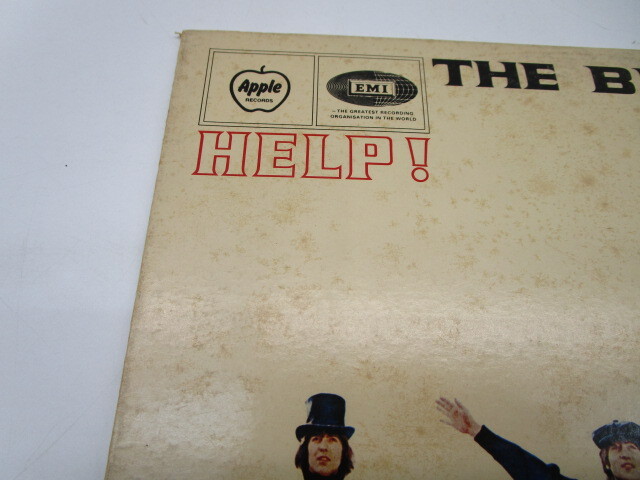 Apple
RECORDS
EMI
—THE GREATEST RECORDING
ORGANISATION IN THE WORLD
THE B
HELP!